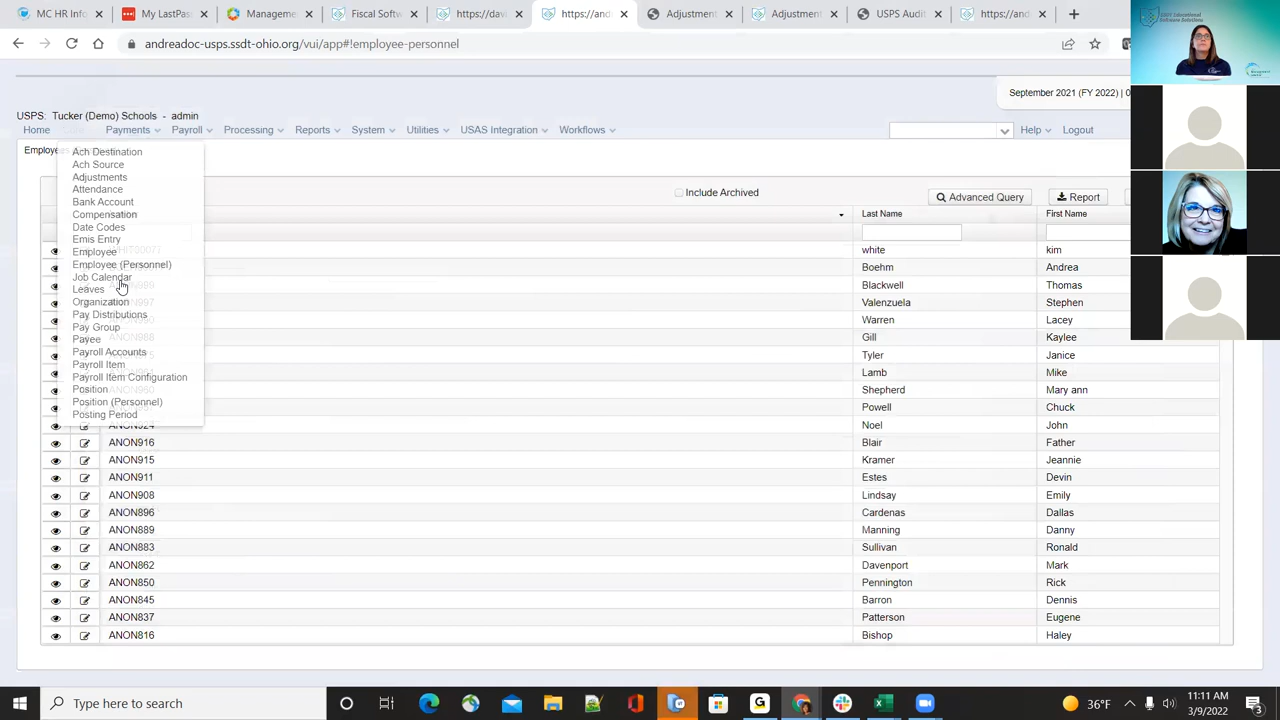 MC HR Info
My LastPas
Manageme
Fiscal Softw
https://and
Adjustment
Adjustment
USPS
https://and
andreadoc-usps.ssdt-ohio.org/vui/app#!employee-personnel
September 2021 (FY 2022) | 0
USPS. Tucker (Demo) Schools - admin
Home Payments Payroll Processing Reports System Utilities USAS Integration Workflows Help Logout
Employee
Include Archived
Advanced Query
Report
Ach Destination
Ach Source
Adjustments
Attendance
Bank Account
Compensation
Date Codes
Emis Entry
Employee
Employee (Personnel)
Job Calendar
Leaves
Organization
Pay Distributions
Pay Group
Payee
Payroll Accounts
Payroll Item
Payroll Item Configuration
Position
Position (Personnel)
Posting Period
Last Name First Name
white kim
Boehm Andrea
Blackwell Thomas
Valenzuela Stephen
Warren Lacey
Gill Kaylee
Tyler Janice
Lamb Mike
Shepherd Mary ann
Powell Chuck
ANON924 Noel John
ANON916 Blair Father
ANON915 Kramer Jeannie
ANON911 Estes Devin
ANON908 Lindsay Emily
ANON896 Cardenas Dallas
ANON889 Manning Danny
ANON883 Sullivan Ronald
ANON862 Davenport Mark
ANON850 Pennington Rick
ANON845 Barron Dennis
ANON837 Patterson Eugene
ANON816 Bishop Haley
Type here to search
36°F
11:11 AM
3/9/2022
3